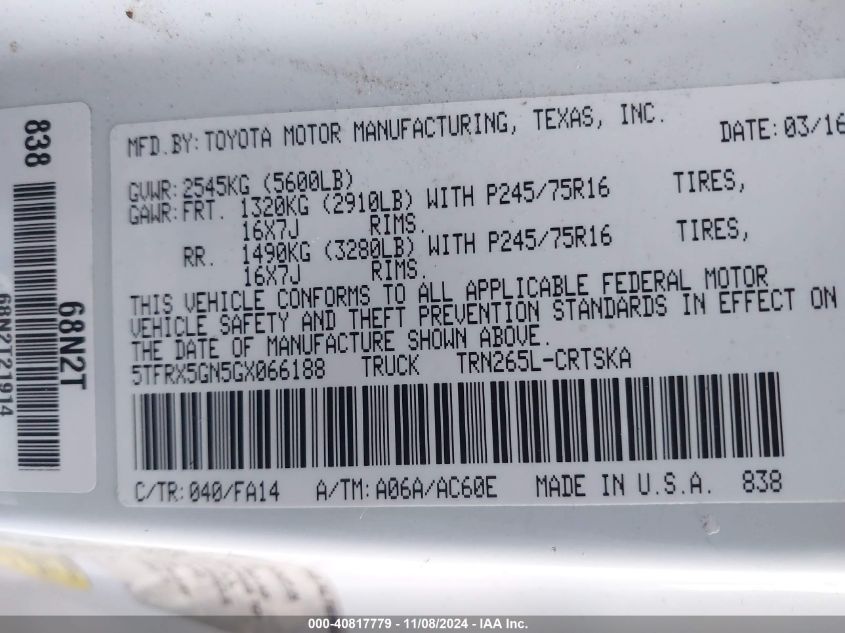 MFD.BY:TOYOTA MOTOR MANUFACTURING, TEXAS, INC.
DATE:03/16
GVWR:2545KG (5600LB)
GAWR:FRT. 1320KG (2910LB) WITH P245/75R16 TIRES,
16X7J RIMS.
RR. 1490KG (3280LB) WITH P245/75R16 TIRES,
16X7J RIMS.
THIS VEHICLE CONFORMS TO ALL APPLICABLE FEDERAL MOTOR
VEHICLE SAFETY AND THEFT PREVENTION STANDARDS IN EFFECT ON
THE DATE OF MANUFACTURE SHOWN ABOVE.
5TFRX5GN5GX066188 TRUCK TRN265L-CRTSKA
C/TR:040/FA14 A/TM:A06A/AC60E MADE IN U.S.A. 838
838
68N2T
68N2T21914
000-40817779 - 11/08/2024 - IAA Inc.